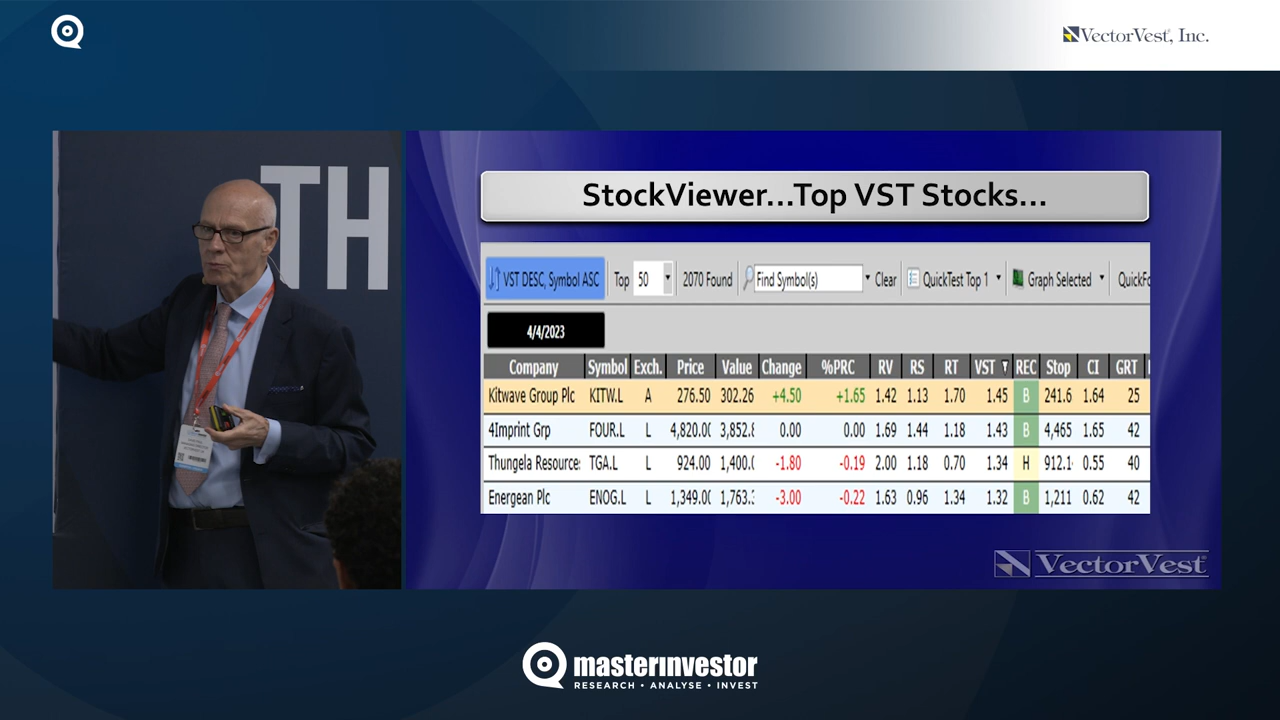 VectorVest, Inc.
TH
StockViewer...Top VST Stocks...
VST DESC, Symbol ASC Top 50 2070 Found Find Symbol(s) Clear QuickTest Top 1 Graph Selected QuickFo
4/4/2023
Company Symbol Exch. Price Value Change %PRC RV RS RT VST REC Stop CI GRT
Kitwave Group Plc KITW.L A 276.50 302.26 +4.50 +1.65 1.42 1.13 1.70 1.45 B 241.6 1.64 25
4Imprint Grp FOUR.L L 4,820.0( 3,852.8 0.00 0.00 1.69 1.44 1.18 1.43 B 4,465 1.65 42
Thungela Resources TGA.L L 924.00 1,400.( -1.80 -0.19 2.00 1.18 0.70 1.34 H 912.1 0.55 40
Energean Plc ENOG.L L 1,349.0( 1,763.: -3.00 -0.22 1.63 0.96 1.34 1.32 B 1,211 0.62 42
VectorVest
masterinvestor
RESEARCH • ANALYSE • INVEST